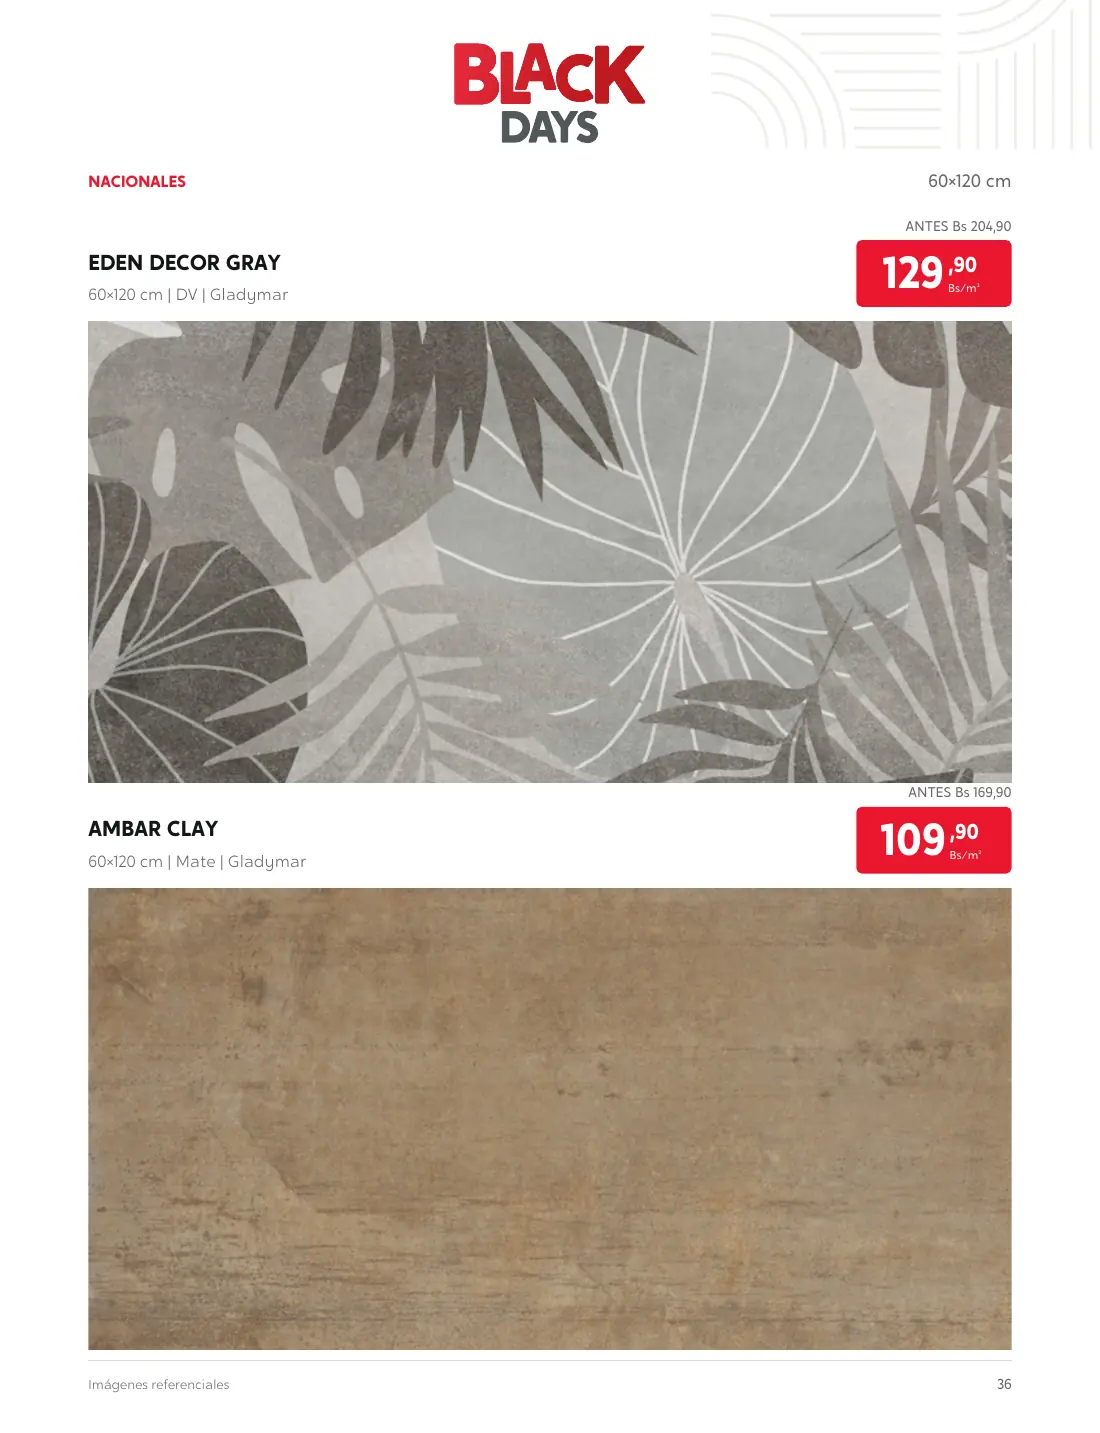 BLACK
DAYS
NACIONALES
60×120 cm
ANTES Bs 204,90
EDEN DECOR GRAY
129,90
Bs/m²
60×120 cm | DV | Gladymar
ANTES Bs 169,90
AMBAR CLAY
109,90
Bs/m²
60×120 cm | Mate | Gladymar
Imágenes referenciales
36